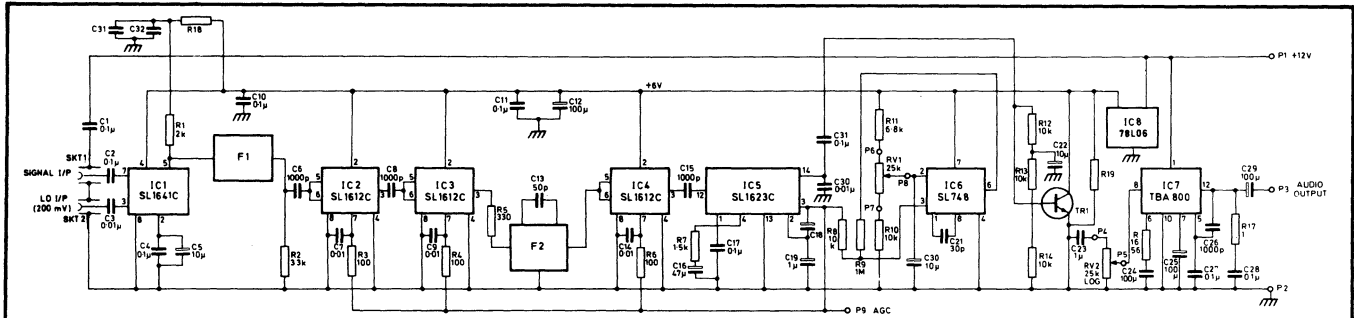 C31
C32
R18
P1 +12V
+6V
C1
0·1µ
C10
0·1µ
R1
2k
C11
0·1µ
C12
100µ
R11
6·8k
C31
0·1µ
R12
10k
IC8
78L06
SKT1
C2
0·1µ
SIGNAL I/P
LO I/P
(200 mV)
SKT2
C3
0·01µ
4
5
7
3
8
2
IC1
SL1641C
C4
0·1µ
C5
10µ
F1
C6
1000p
R2
33k
2
5
6
8
7
4
IC2
SL1612C
C7
0·01
R3
100
C8
1000p
2
5
6
3
8
7
4
IC3
SL1612C
C9
0·01
R4
100
R5
330
C13
50p
F2
2
5
6
3
8
7
4
IC4
SL1612C
C14
0·01
R6
100
C15
1000p
12
14
3
1
4
13
2
IC5
SL1623C
R7
1·5k
C16
47µ
C17
0·1µ
C30
0·01µ
C18
C19
1µ
R8
10k
R9
1M
P6
RV1
25k
P8
P7
R10
10k
C30
10µ
7
2
6
3
1
8
4
IC6
SL748
C21
30p
C22
10µ
R13
10k
R14
10k
R19
TR1
C23
1µ
P4
P5
RV2
25k
LOG
1
8
12
6
10
7
5
IC7
TBA 800
R
16
56
C24
100µ
C25
100
µ
C26
1000p
0·1µ
R17
1
C28
0·1µ
C29
100µ
P3 AUDIO
OUTPUT
P2
P9 AGC